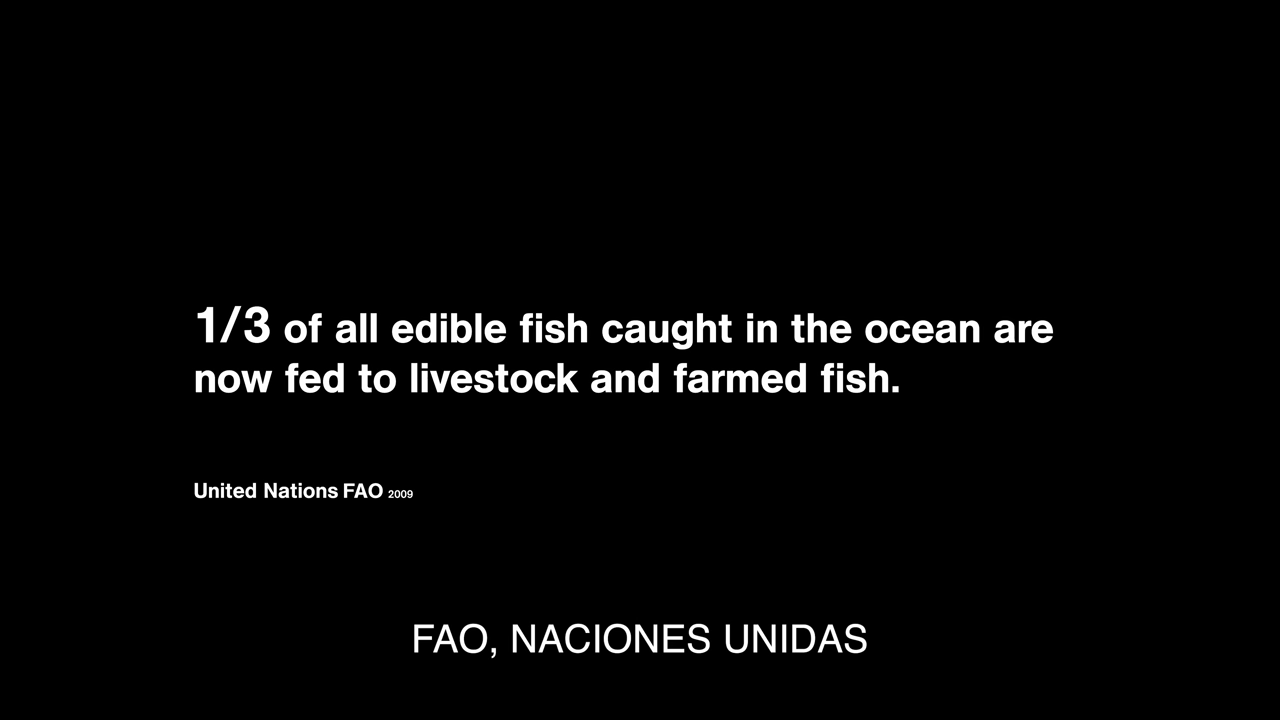 1/3 of all edible fish caught in the ocean are
now fed to livestock and farmed fish.
United Nations FAO 2009
FAO, NACIONES UNIDAS